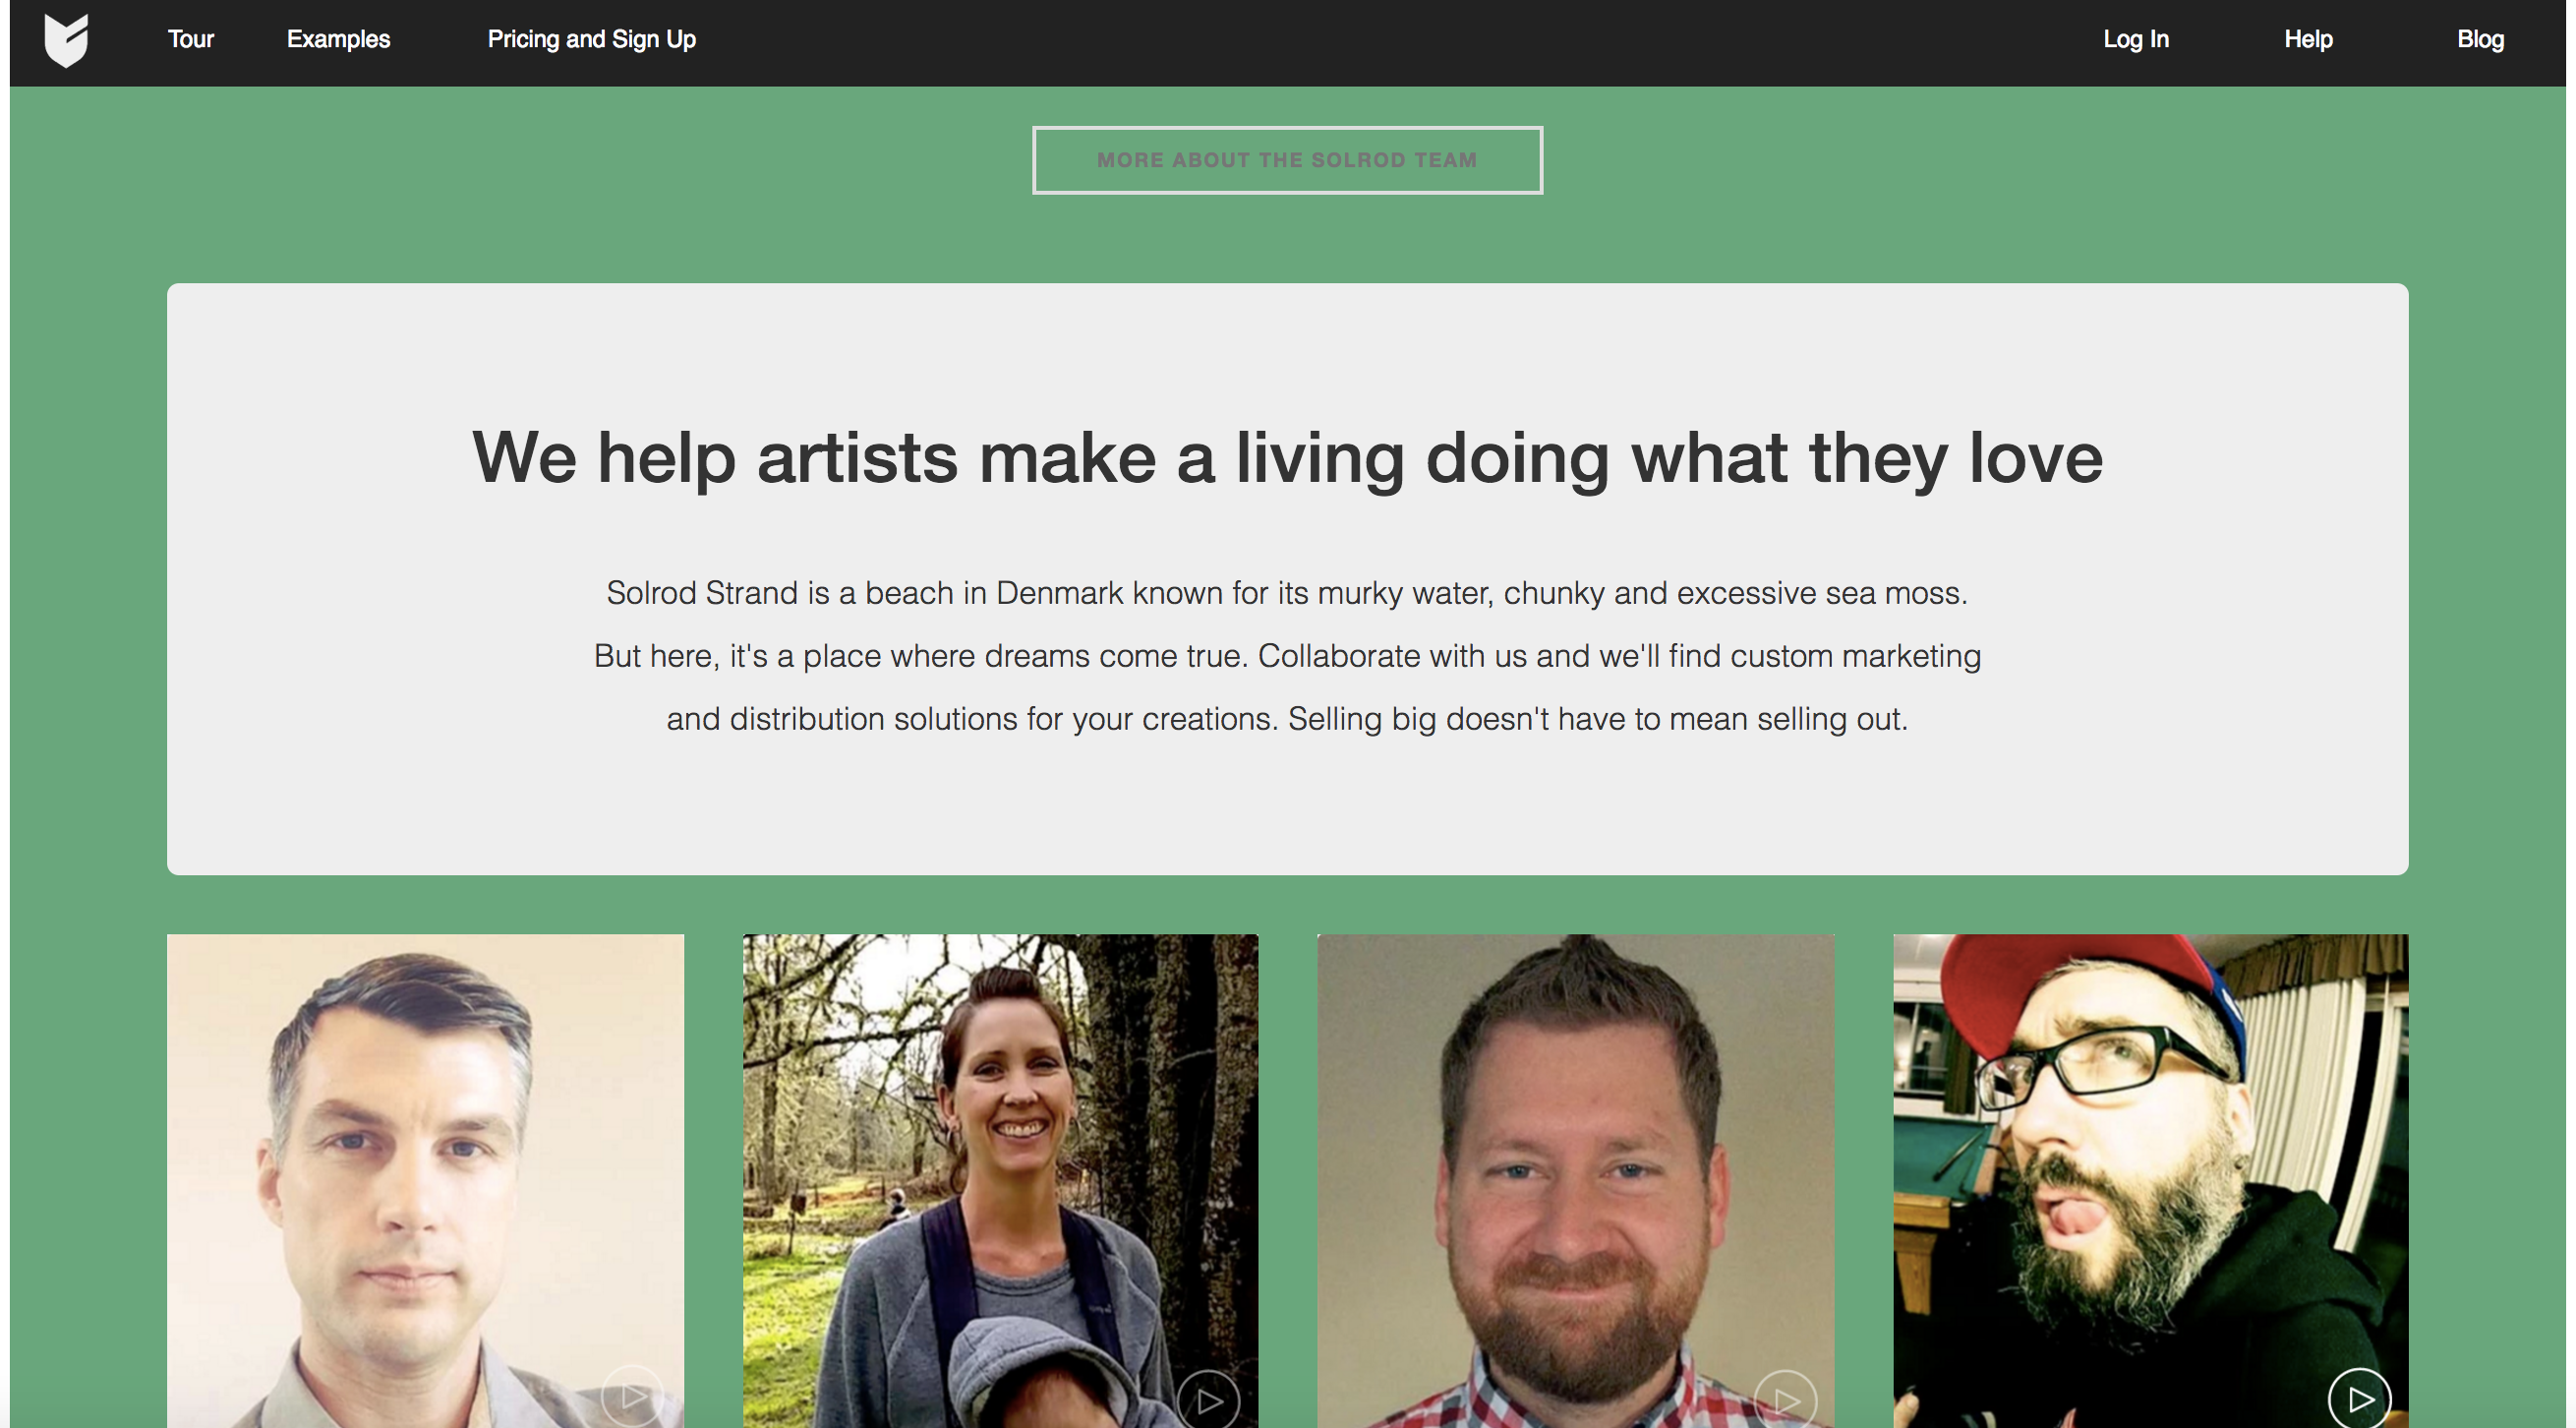 Tour Examples Pricing and Sign Up Log In Help Blog
MORE ABOUT THE SOLROD TEAM
We help artists make a living doing what they love
Solrod Strand is a beach in Denmark known for its murky water, chunky and excessive sea moss.
But here, it's a place where dreams come true. Collaborate with us and we'll find custom marketing
and distribution solutions for your creations. Selling big doesn't have to mean selling out.